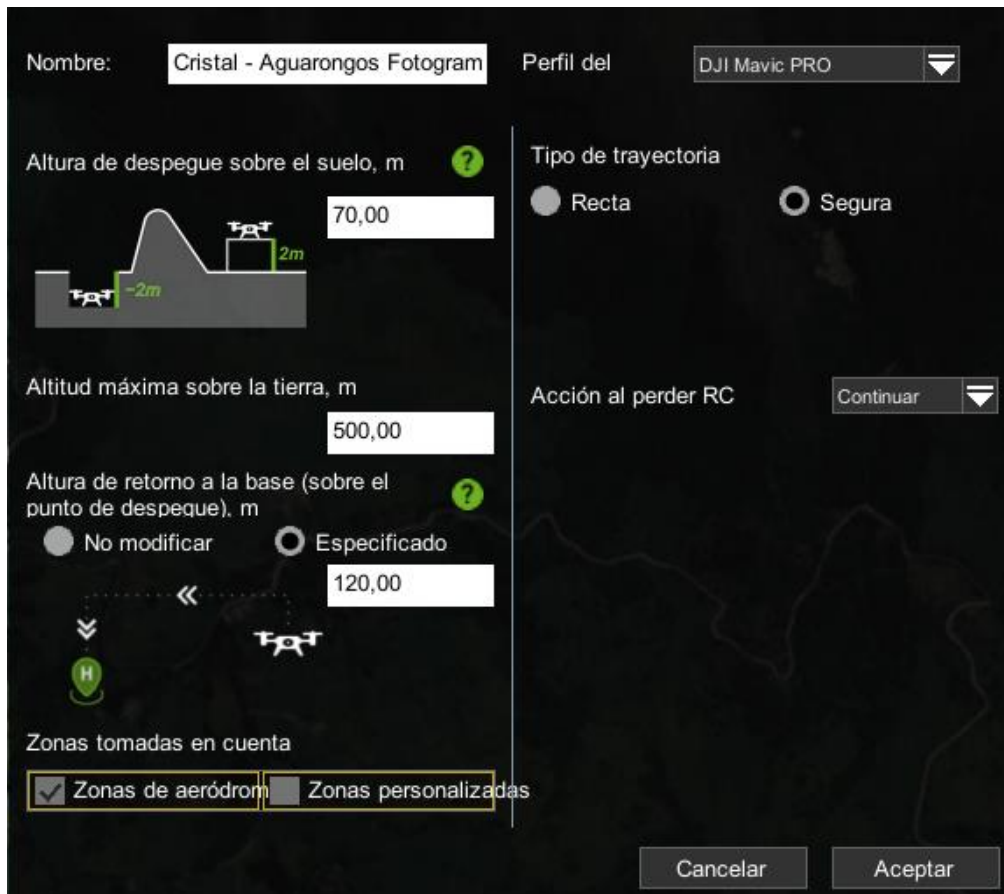 Nombre:
Cristal - Aguarongos Fotogram
Perfil del
DJI Mavic PRO
Altura de despegue sobre el suelo, m
?
70,00
2m
-2m
Tipo de trayectoria
Recta
Segura
Altitud máxima sobre la tierra, m
500,00
Acción al perder RC
Continuar
Altura de retorno a la base (sobre el
punto de despegue), m
?
No modificar
Especificado
120,00
H
Zonas tomadas en cuenta
Zonas de aeródrom
Zonas personalizadas
Cancelar
Aceptar